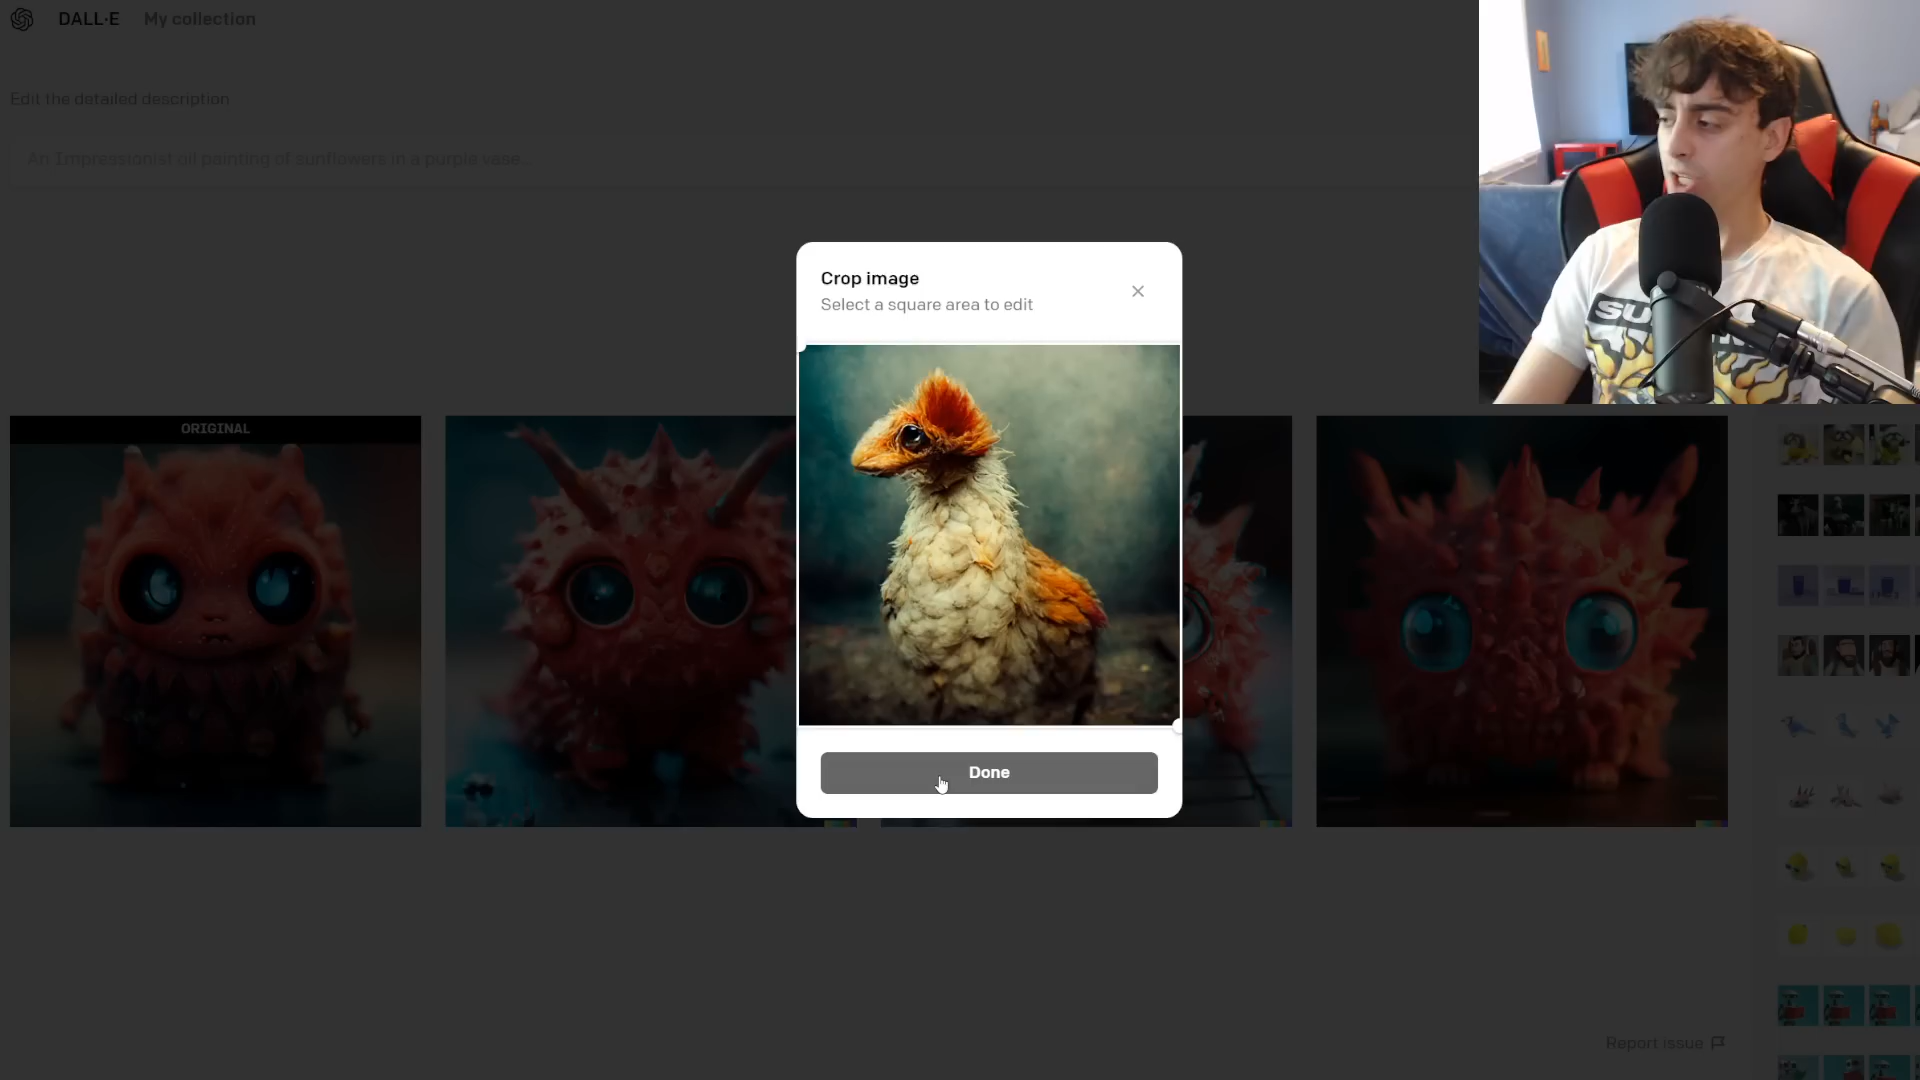 DALL·E
My collection
Edit the detailed description
An Impressionist oil painting of sunflowers in a purple vase...
Crop image
Select a square area to edit
ORIGINAL
Done
Report issue
SU